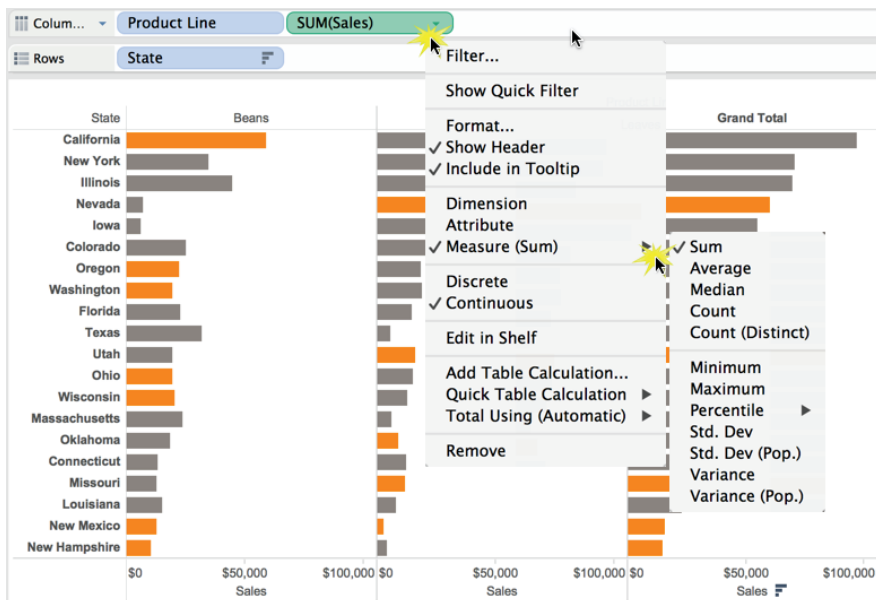 Colum... Product Line SUM(Sales)
Rows State
Filter...
Show Quick Filter
Format...
Show Header
Include in Tooltip
Dimension
Attribute
Measure (Sum)
Discrete
Continuous
Edit in Shelf
Add Table Calculation...
Quick Table Calculation
Total Using (Automatic)
Remove
Sum
Average
Median
Count
Count (Distinct)
Minimum
Maximum
Percentile
Std. Dev
Std. Dev (Pop.)
Variance
Variance (Pop.)
State Beans Grand Total
California
New York
Illinois
Nevada
Iowa
Colorado
Oregon
Washington
Florida
Texas
Utah
Ohio
Wisconsin
Massachusetts
Oklahoma
Connecticut
Missouri
Louisiana
New Mexico
New Hampshire
$0 $50,000 $100,000 $0 $50,000 $100,000 $0 $50,000 $100,000
Sales Sales Sales